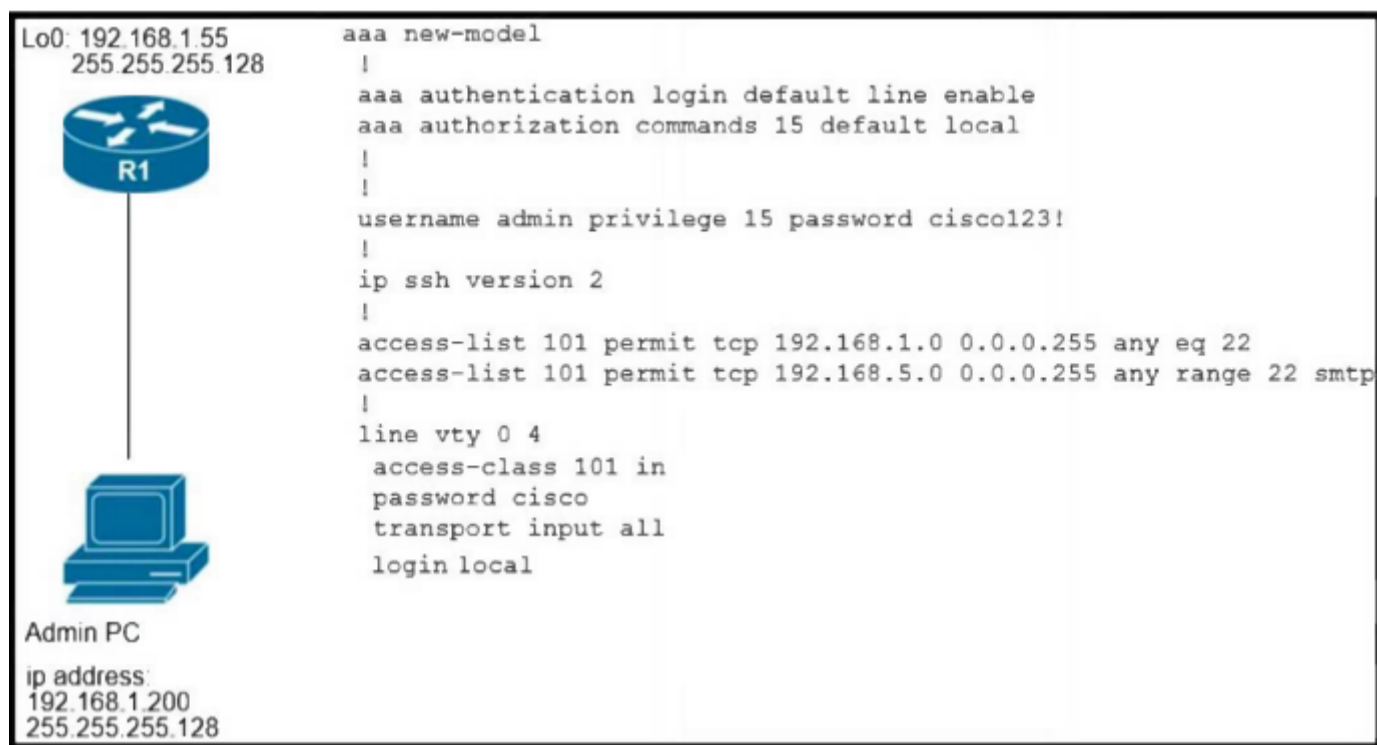 Lo0: 192.168.1.55
255.255.255.128
R1
Admin PC
ip address:
192.168.1.200
255.255.255.128
aaa new-model
!
aaa authentication login default line enable
aaa authorization commands 15 default local
!
!
username admin privilege 15 password cisco123!
!
ip ssh version 2
!
access-list 101 permit tcp 192.168.1.0 0.0.0.255 any eq 22
access-list 101 permit tcp 192.168.5.0 0.0.0.255 any range 22 smtp
!
line vty 0 4
access-class 101 in
password cisco
transport input all
login local